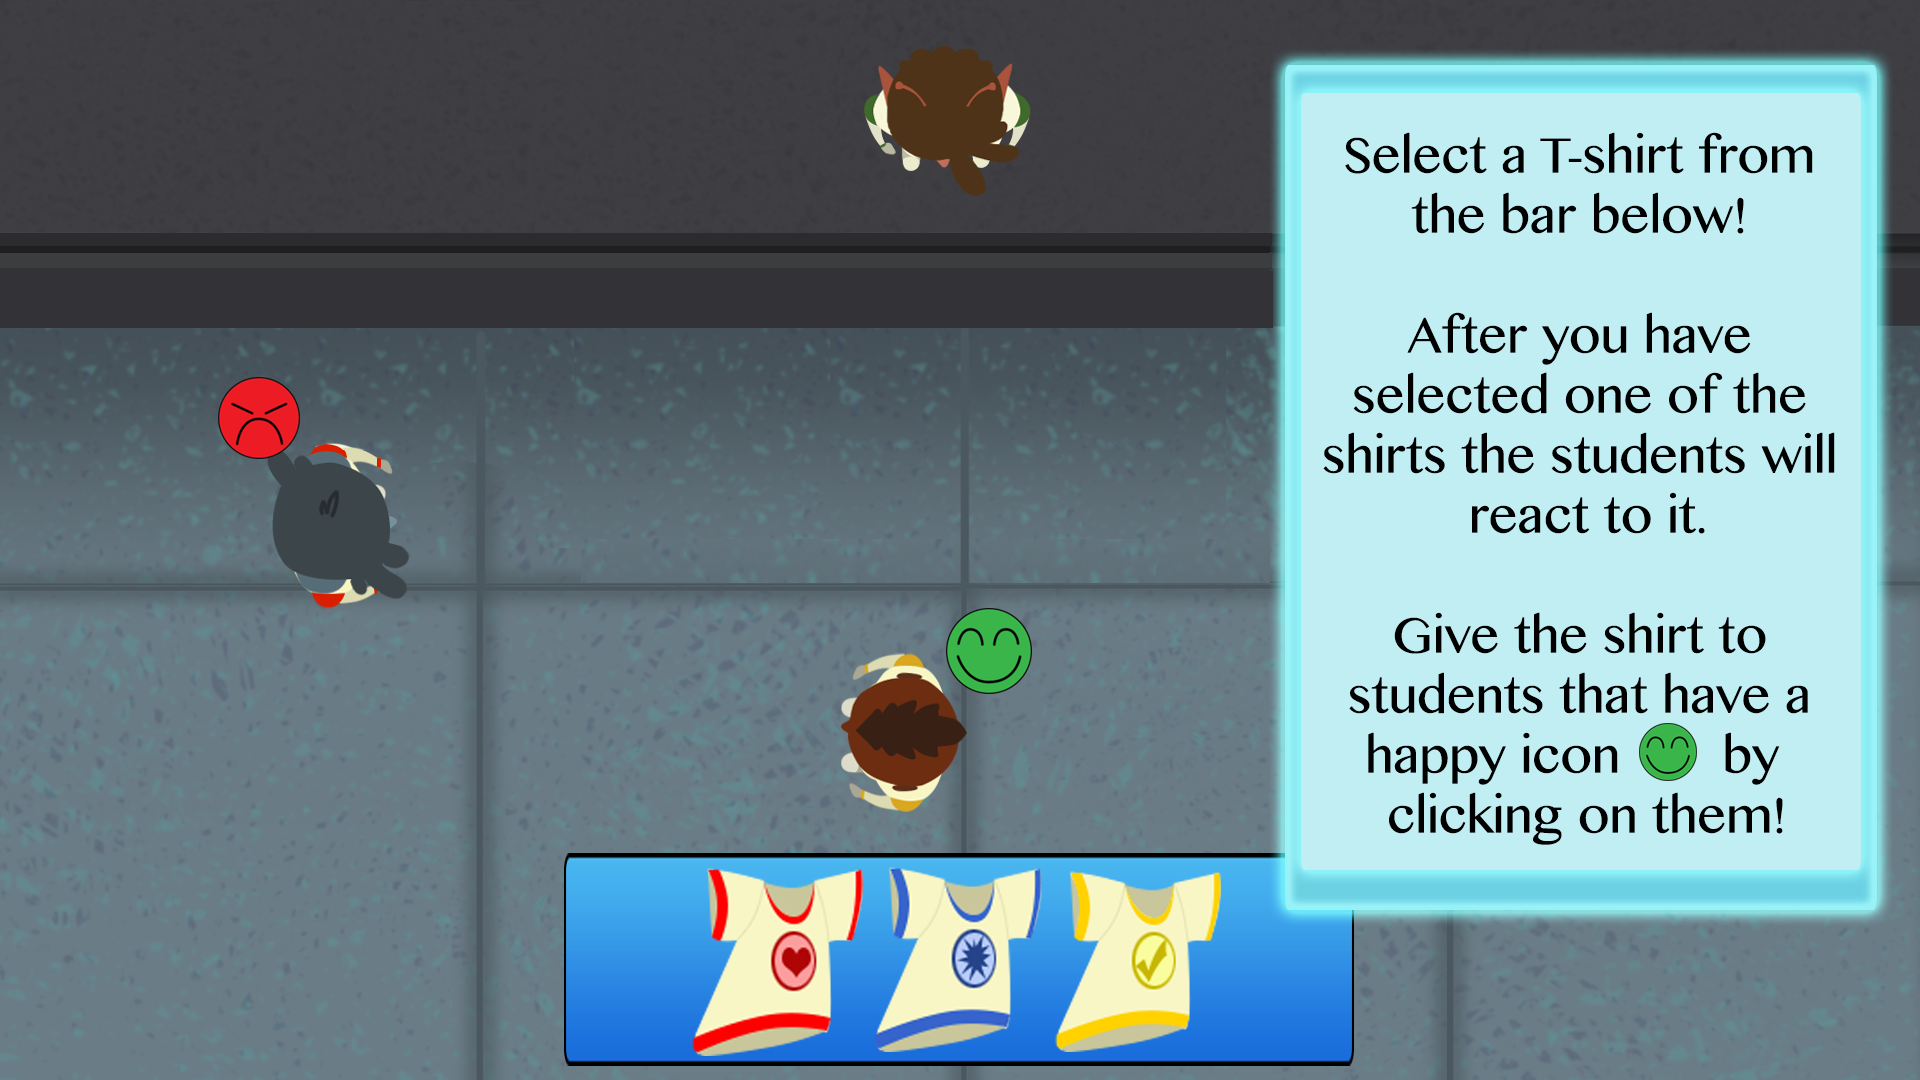 Select a T-shirt from
the bar below!
After you have
selected one of the
shirts the students will
react to it.
Give the shirt to
students that have a
happy icon by
clicking on them!